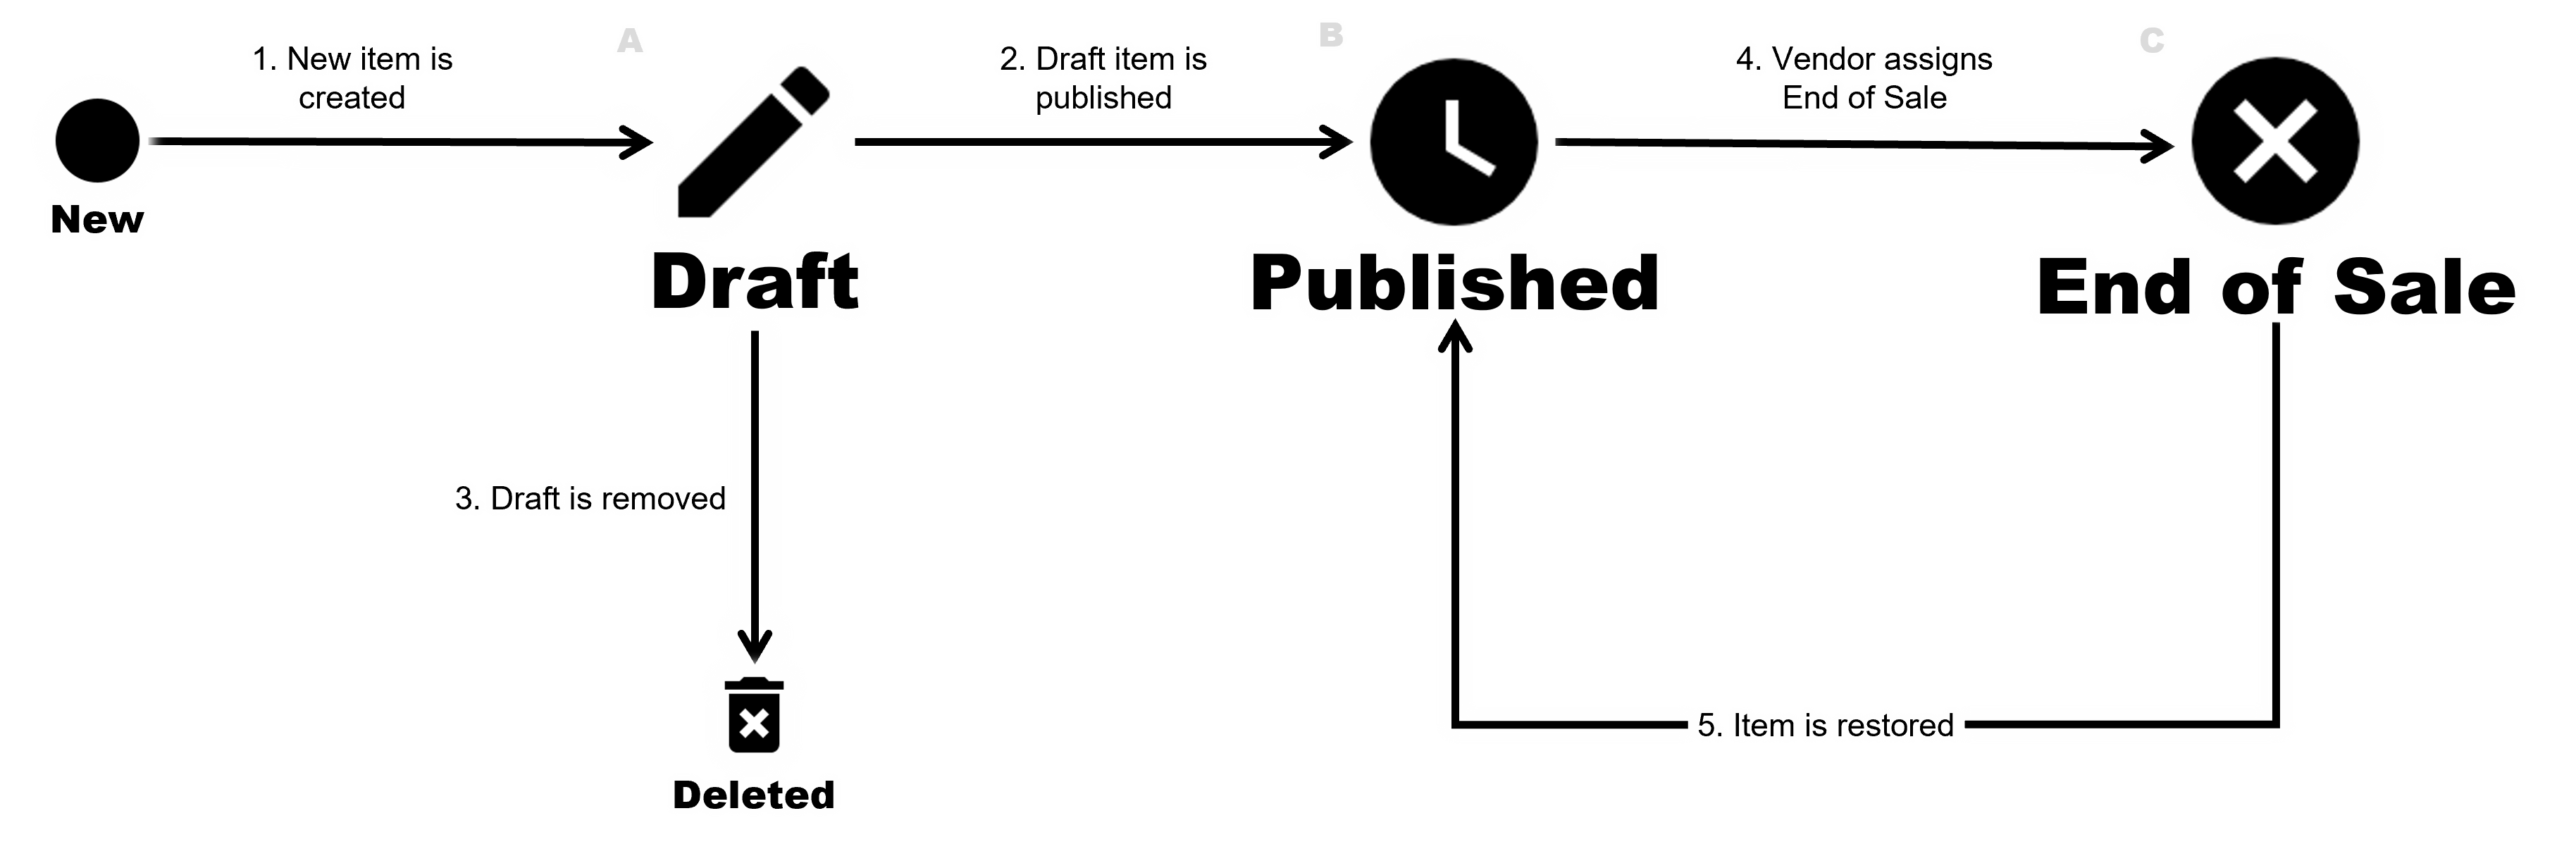 A
B
C
1. New item is
created
2. Draft item is
published
4. Vendor assigns
End of Sale
New
Draft
Published
End of Sale
3. Draft is removed
5. Item is restored
Deleted